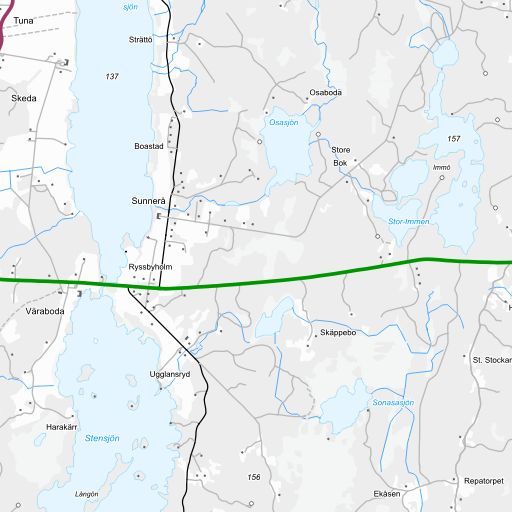 sjön
Tuna
Strättö
137
Osaboda
Skeda
Osasjön
157
Boastad
Store
Bok
Immö
Sunnerå
Stor-Immen
Ryssbyholm
Väraboda
Skäppebo
St. Stockar
Ugglansryd
Sonasasjön
Harakärr
Stensjön
156
Repatorpet
Långön
Ekåsen